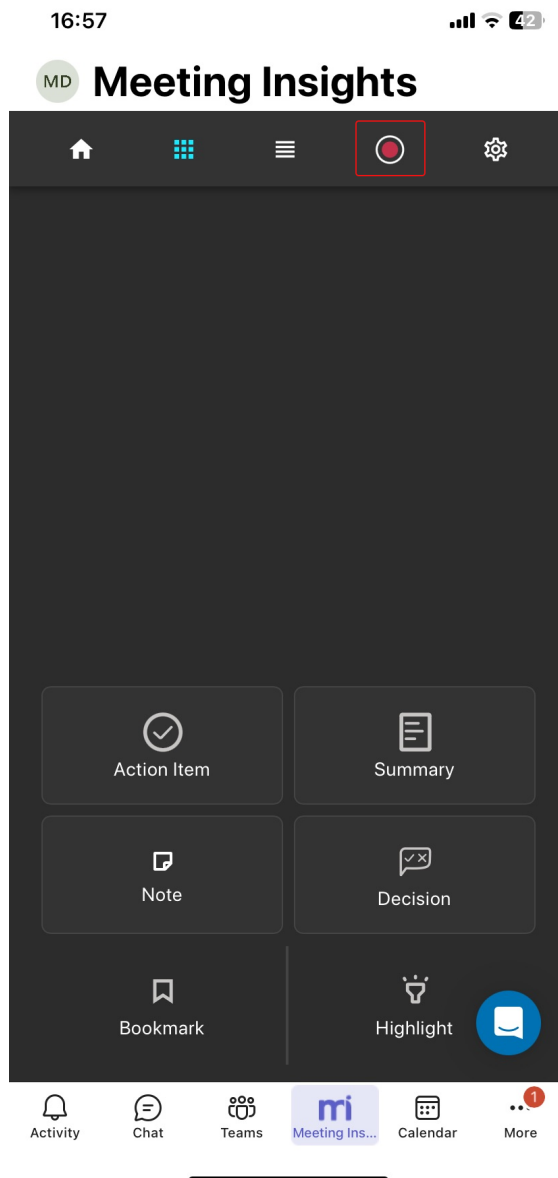 16:57
42
MD Meeting Insights
Action Item
Summary
Note
Decision
Bookmark
Highlight
mi
1
Activity
Chat
Teams
Meeting Ins...
Calendar
More